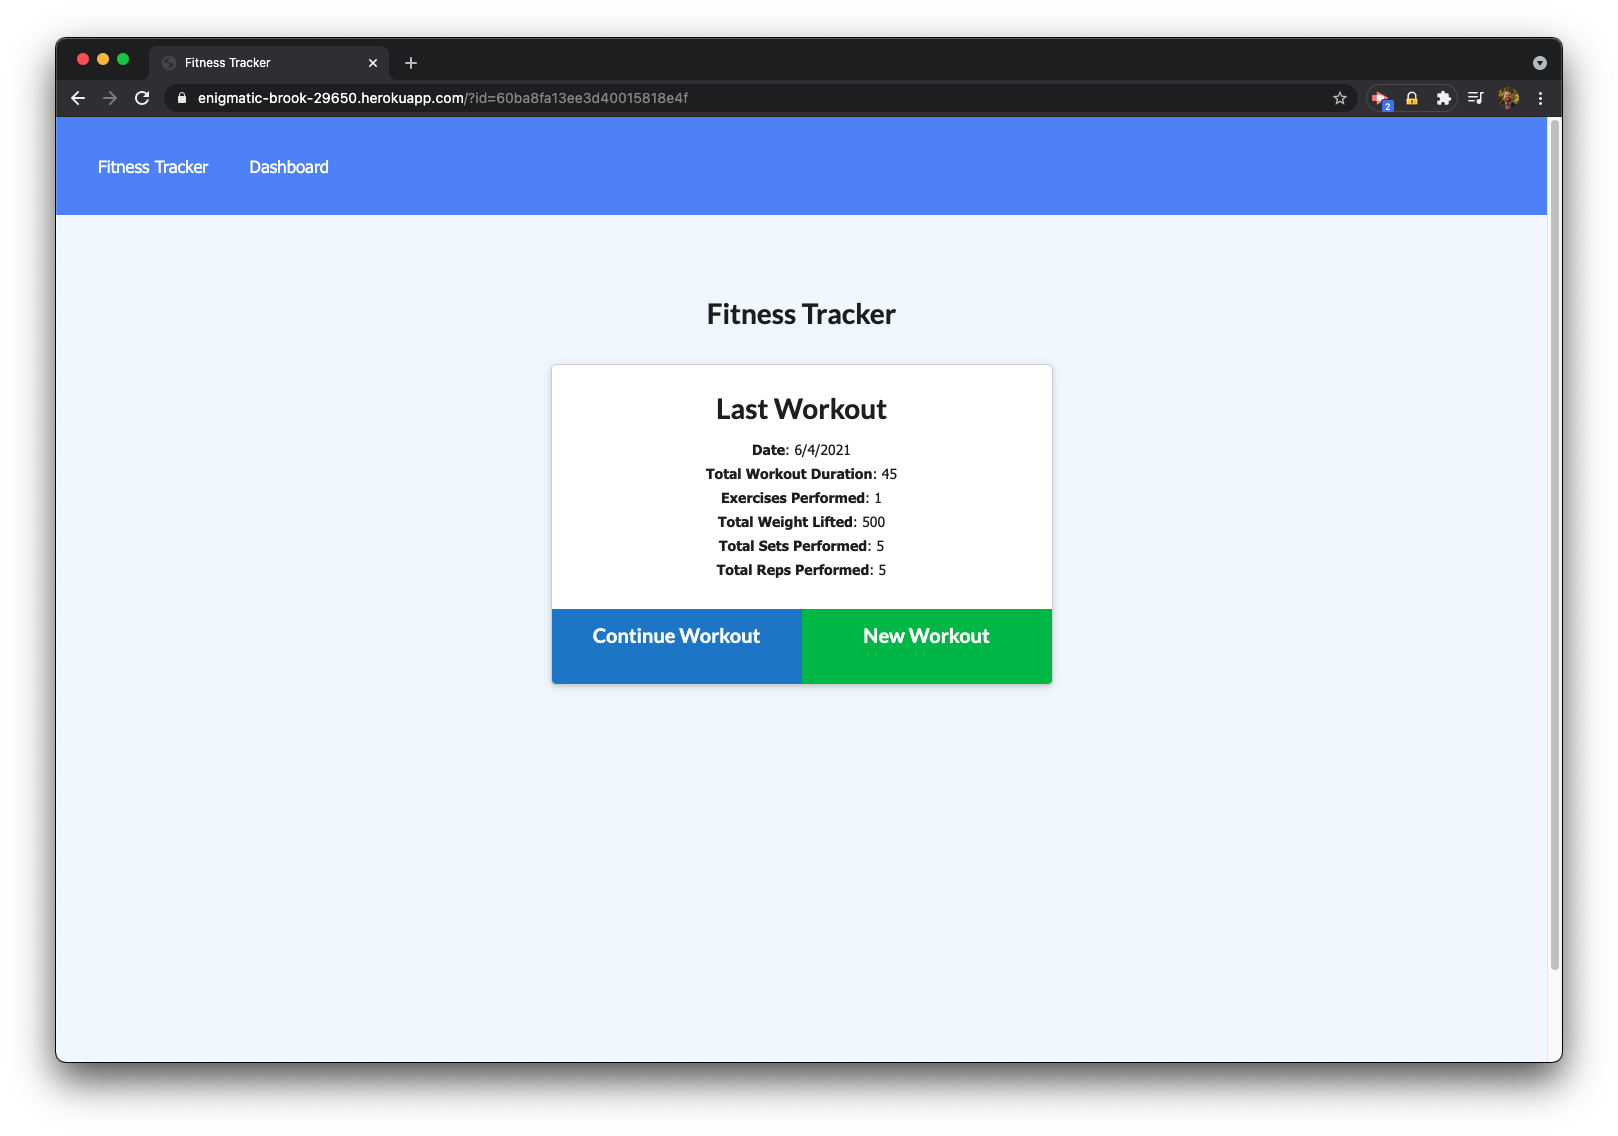 Fitness Tracker
enigmatic-brook-29650.herokuapp.com/?id=60ba8fa13ee3d40015818e4f
2
Fitness Tracker Dashboard
Fitness Tracker
Last Workout
Date: 6/4/2021
Total Workout Duration: 45
Exercises Performed: 1
Total Weight Lifted: 500
Total Sets Performed: 5
Total Reps Performed: 5
Continue Workout New Workout